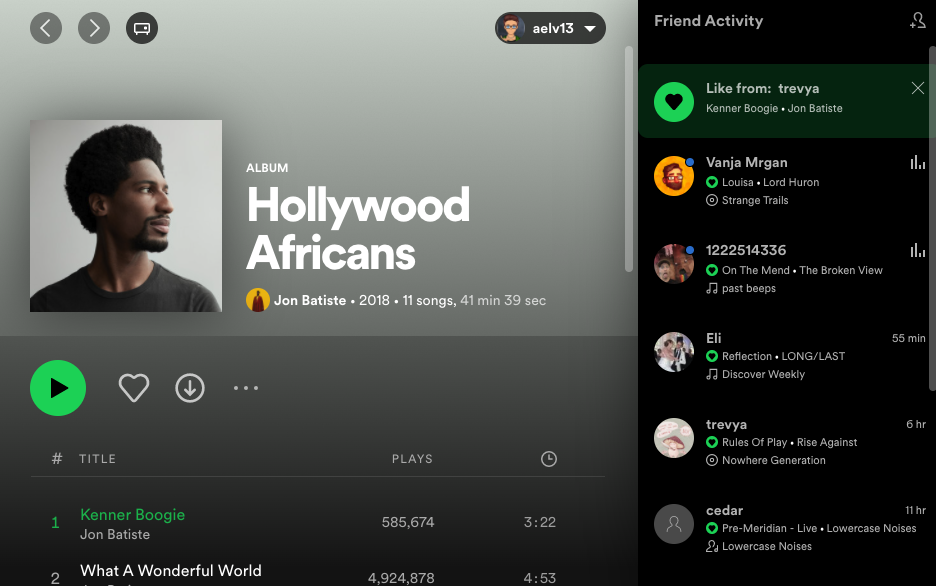 aelv13
ALBUM
Hollywood
Africans
Jon Batiste • 2018 • 11 songs, 41 min 39 sec
# TITLE PLAYS
1 Kenner Boogie 585,674 3:22
Jon Batiste
2 What A Wonderful World 4,924,878 4:53
Friend Activity
Like from: trevya
Kenner Boogie • Jon Batiste
Vanja Mrgan
Louisa • Lord Huron
Strange Trails
1222514336
On The Mend • The Broken View
past beeps
Eli 55 min
Reflection • LONG/LAST
Discover Weekly
trevya 6 hr
Rules Of Play • Rise Against
Nowhere Generation
cedar 11 hr
Pre-Meridian - Live • Lowercase Noises
Lowercase Noises